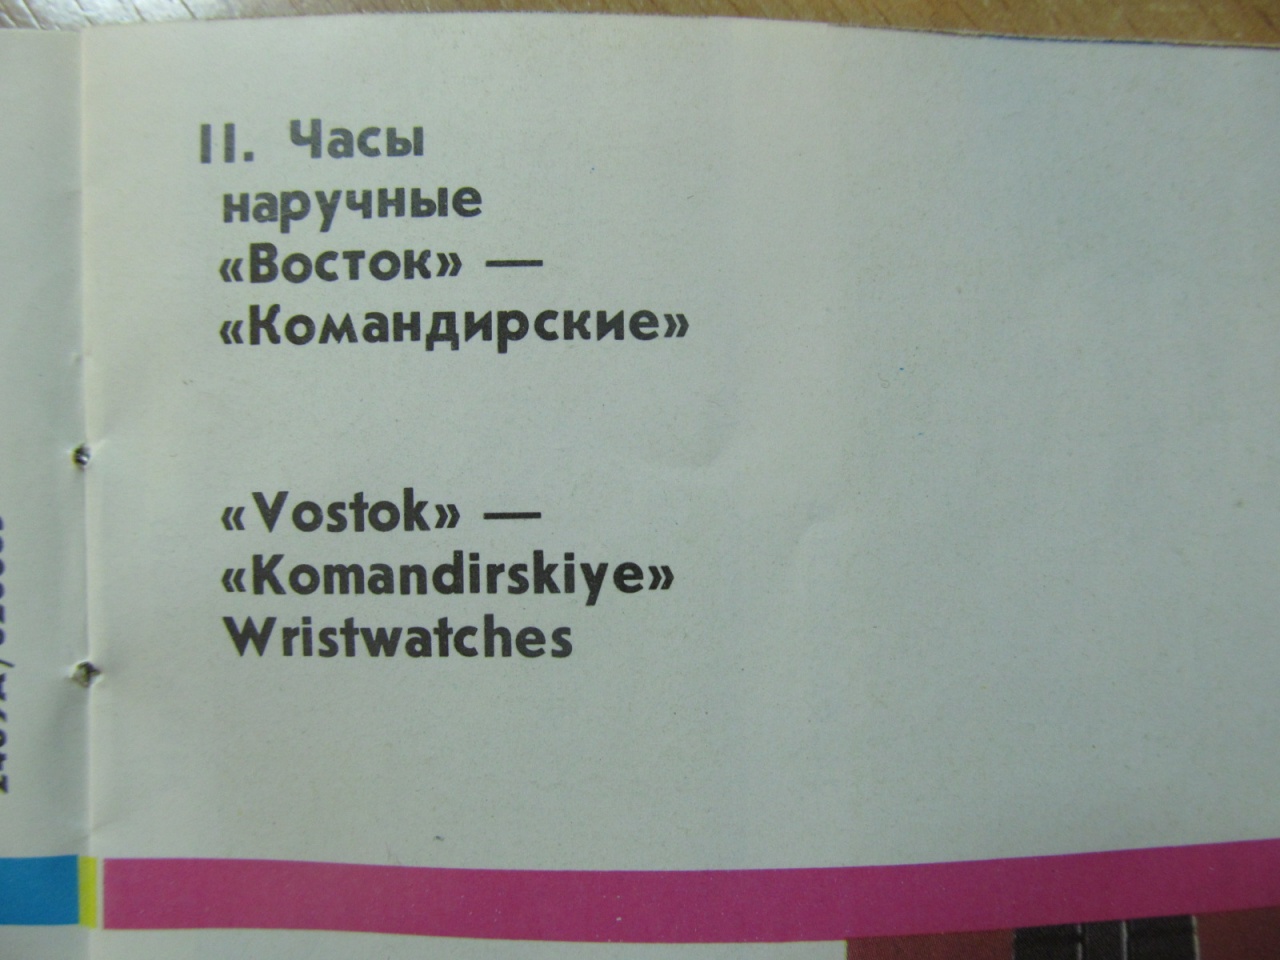 II. Часы
наручные
«Восток» —
«Командирские»
«Vostok» —
«Komandirskiye»
Wristwatches